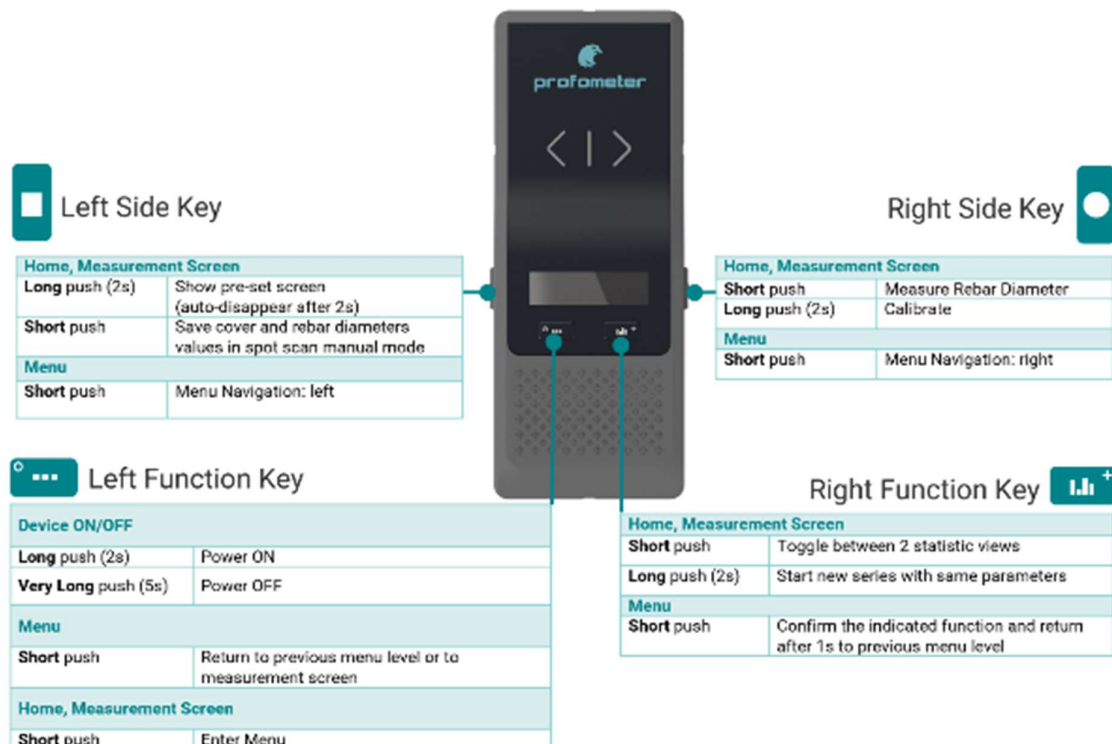 profometer
Left Side Key
Home, Measurement Screen
Long push (2s) Show pre-set screen
(auto-disappear after 2s)
Short push Save cover and rebar diameters
values in spot scan manual mode
Menu
Short push Menu Navigation: left
Right Side Key
Home, Measurement Screen
Short push Measure Rebar Diameter
Long push (2s) Calibrate
Menu
Short push Menu Navigation: right
Left Function Key
Device ON/OFF
Long push (2s) Power ON
Very Long push (5s) Power OFF
Menu
Short push Return to previous menu level or to
measurement screen
Home, Measurement Screen
Short push Enter Menu
Right Function Key
Home, Measurement Screen
Short push Toggle between 2 statistic views
Long push (2s) Start new series with same parameters
Menu
Short push Confirm the indicated function and return
after 1s to previous menu level